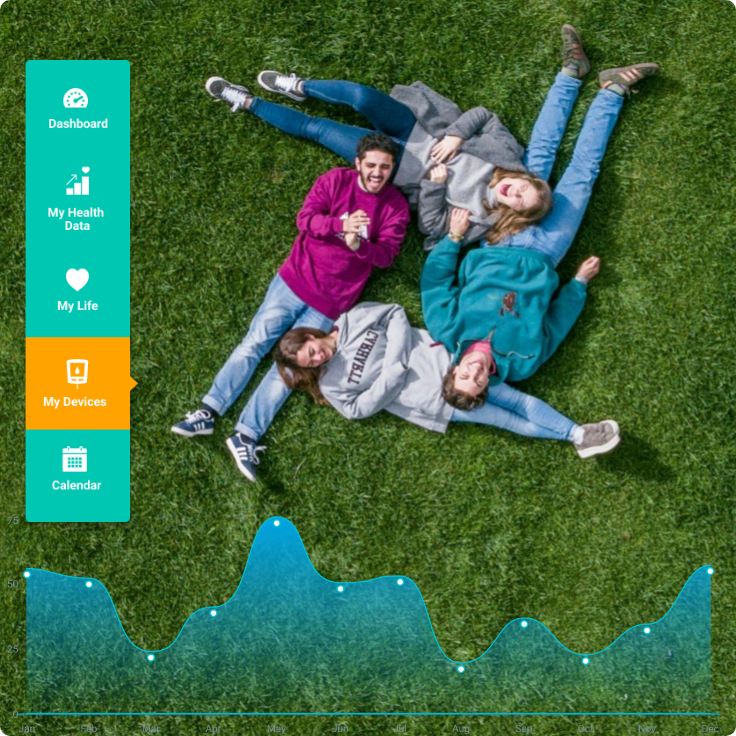 Dashboard
My Health
Data
My Life
My Devices
Calendar
CARHARTT
75
50
25
0
Jan
Feb
Mar
Apr
May
Jun
Jul
Aug
Sep
Oct
Nov
Dec